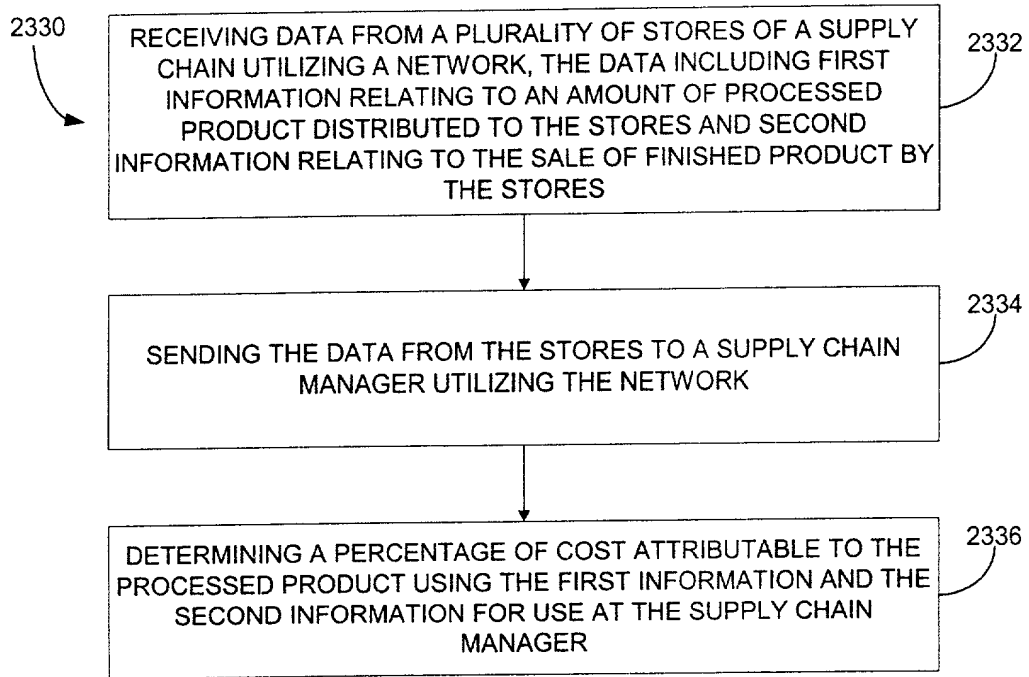 2330
RECEIVING DATA FROM A PLURALITY OF STORES OF A SUPPLY
CHAIN UTILIZING A NETWORK, THE DATA INCLUDING FIRST
INFORMATION RELATING TO AN AMOUNT OF PROCESSED
PRODUCT DISTRIBUTED TO THE STORES AND SECOND
INFORMATION RELATING TO THE SALE OF FINISHED PRODUCT BY
THE STORES
2332
SENDING THE DATA FROM THE STORES TO A SUPPLY CHAIN
MANAGER UTILIZING THE NETWORK
2334
DETERMINING A PERCENTAGE OF COST ATTRIBUTABLE TO THE
PROCESSED PRODUCT USING THE FIRST INFORMATION AND THE
SECOND INFORMATION FOR USE AT THE SUPPLY CHAIN
MANAGER
2336